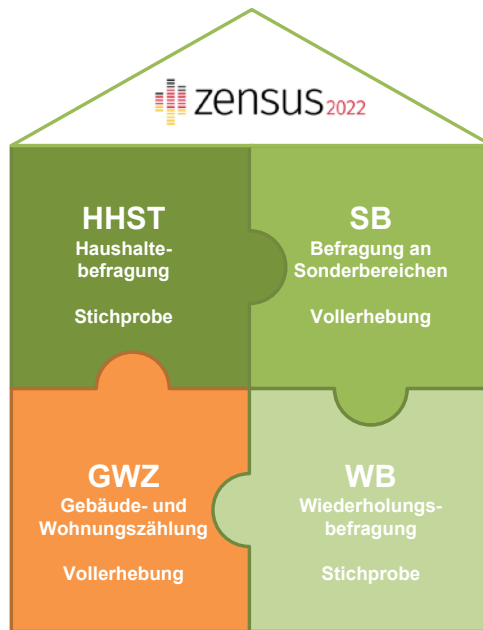 zensus2022
HHST
Haushalte-
befragung
Stichprobe
SB
Befragung an
Sonderbereichen
Vollerhebung
GWZ
Gebäude- und
Wohnungszählung
Vollerhebung
WB
Wiederholungs-
befragung
Stichprobe